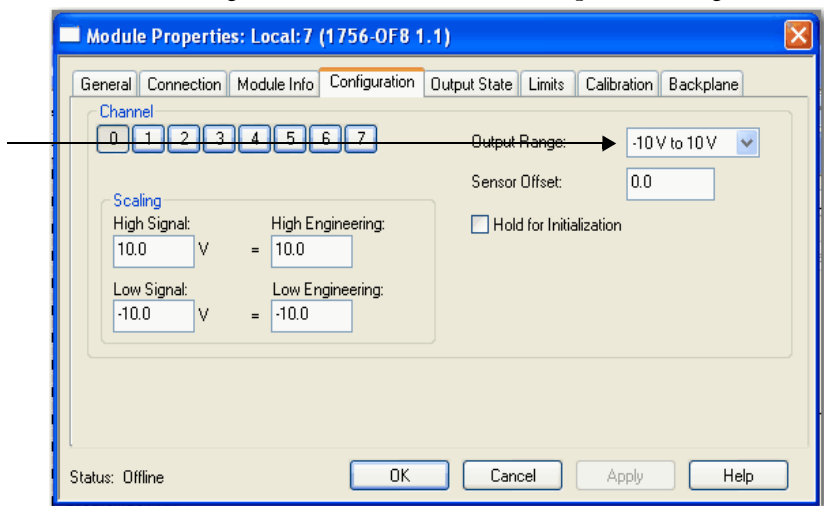 Module Properties: Local:7 (1756-OF8 1.1)
General Connection Module Info Configuration Output State Limits Calibration Backplane
Channel
0 1 2 3 4 5 6 7
Output Range: -10 V to 10 V
Sensor Offset: 0.0
Scaling
High Signal: High Engineering:
Hold for Initialization
10.0 V = 10.0
Low Signal: Low Engineering:
-10.0 V = -10.0
Status: Offline
OK Cancel Apply Help